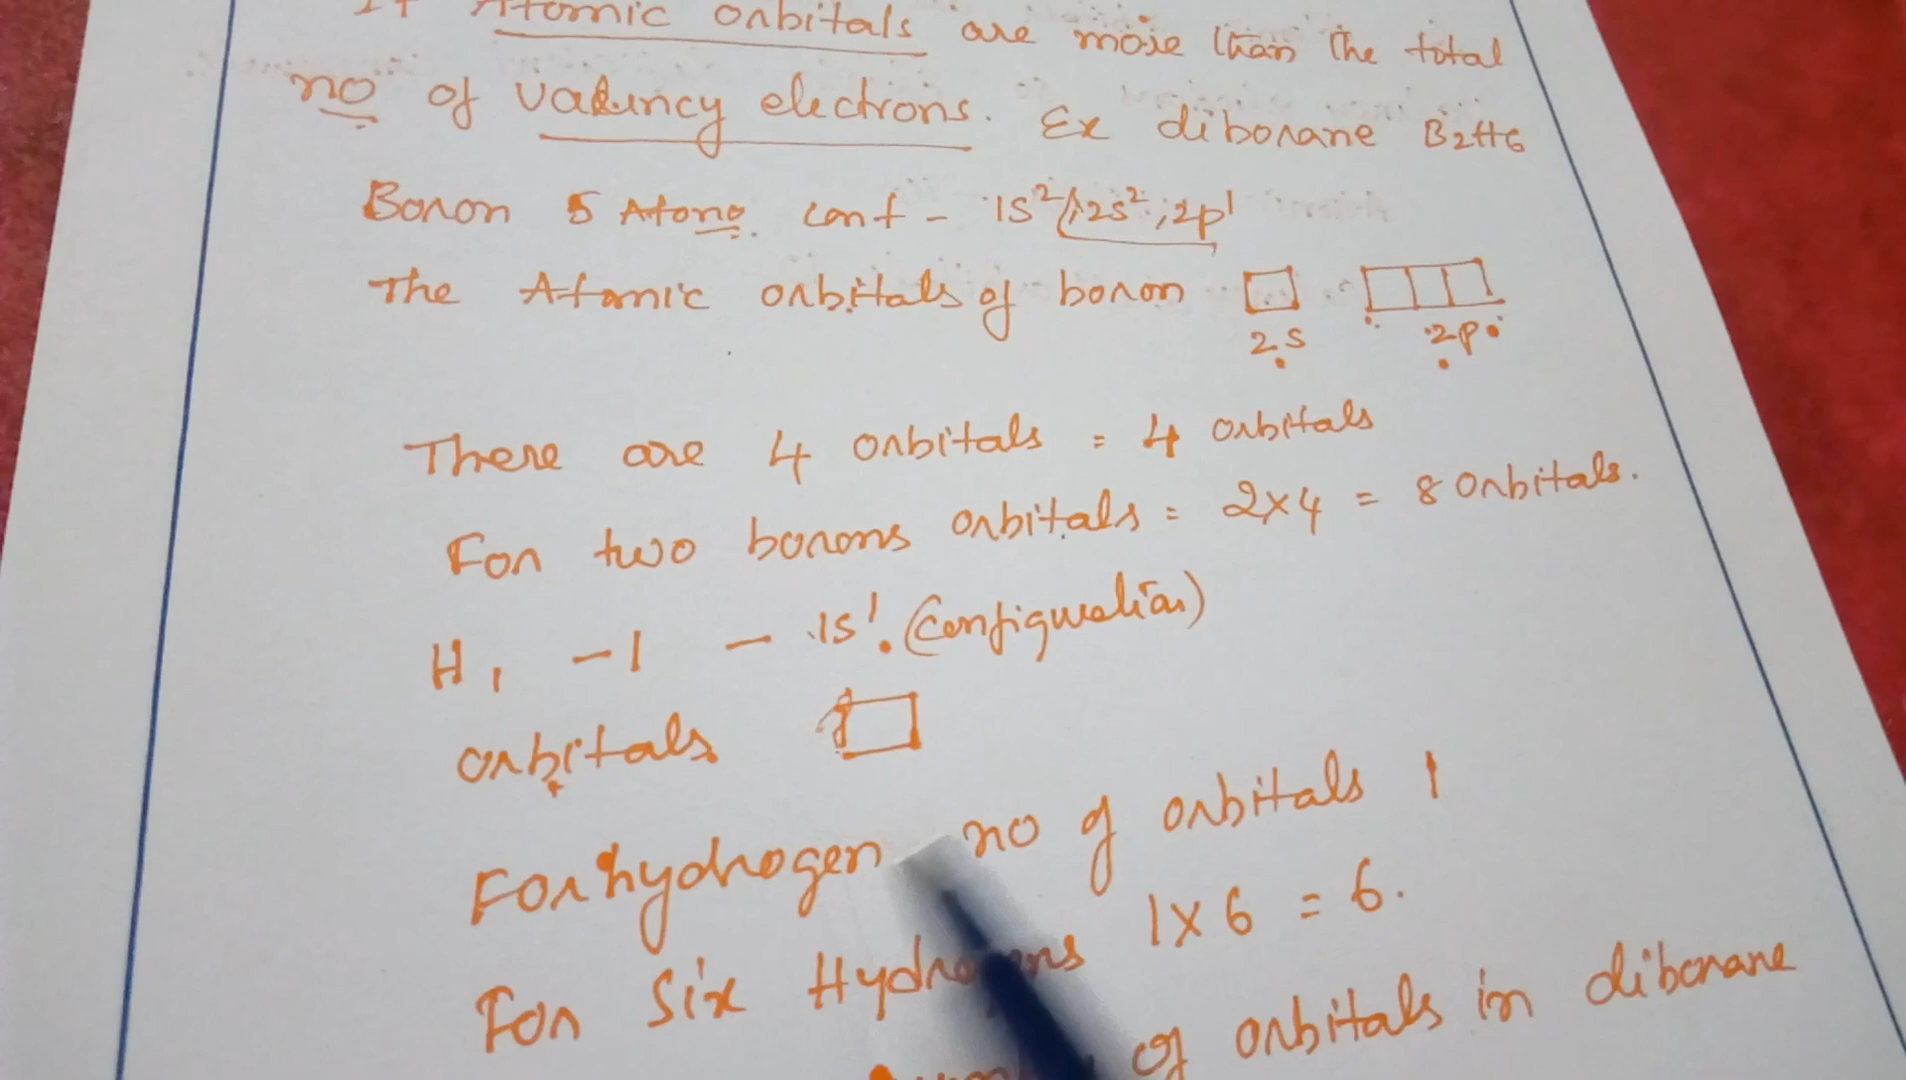 If Atomic orbitals are more than the total
no of valency electrons. Ex diborane B2H6
Boron 5 Atomg conf - 1s², 2s², 2p¹
The Atomic orbitals of boron
2s 2p
There are 4 orbitals = 4 orbitals
For two borons orbitals = 2x4 = 8 orbitals.
H, -1 - 1s¹. (Configuration)
orbitals
For hydrogen no of orbitals 1
For Six Hydrogens 1x6 = 6.
of orbitals in diborane